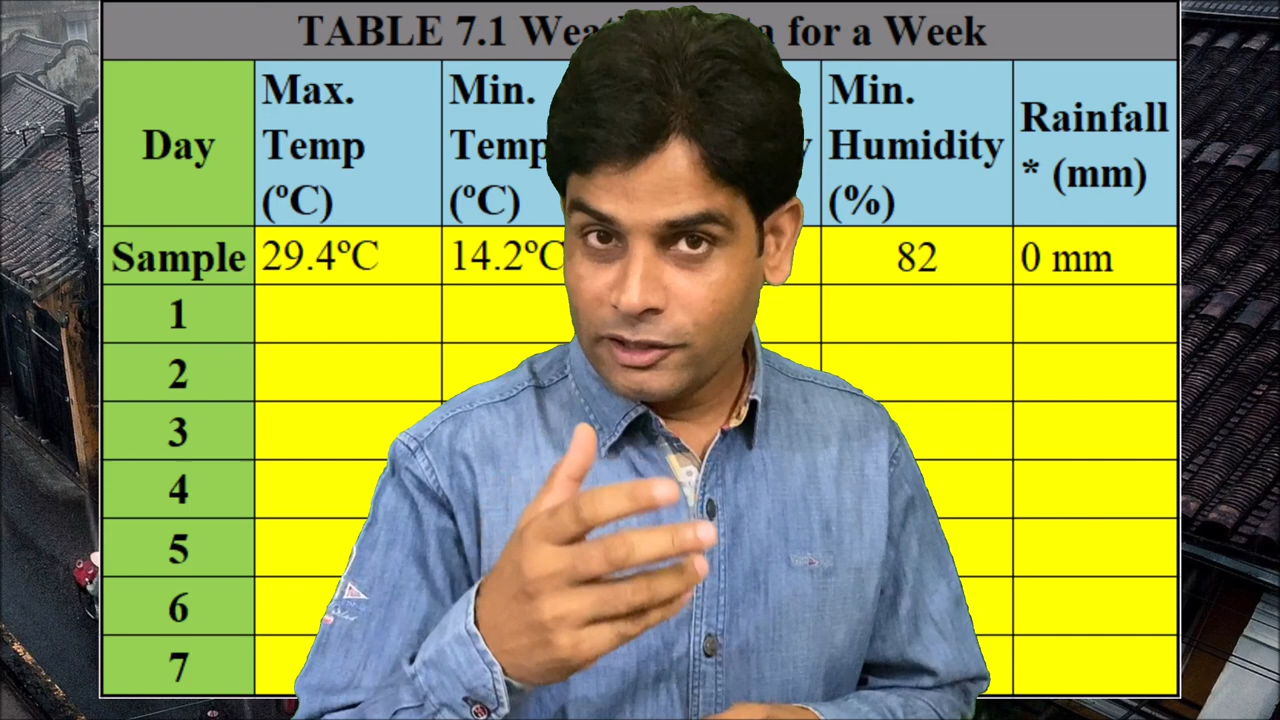 TABLE 7.1 for a Week
Day
Max.
Temp
(ºC)
Min.
Temp
(ºC)
Min.
Humidity
(%)
Rainfall
* (mm)
Sample 29.4ºC 14.2ºC 82 0 mm
1
2
3
4
5
6
7